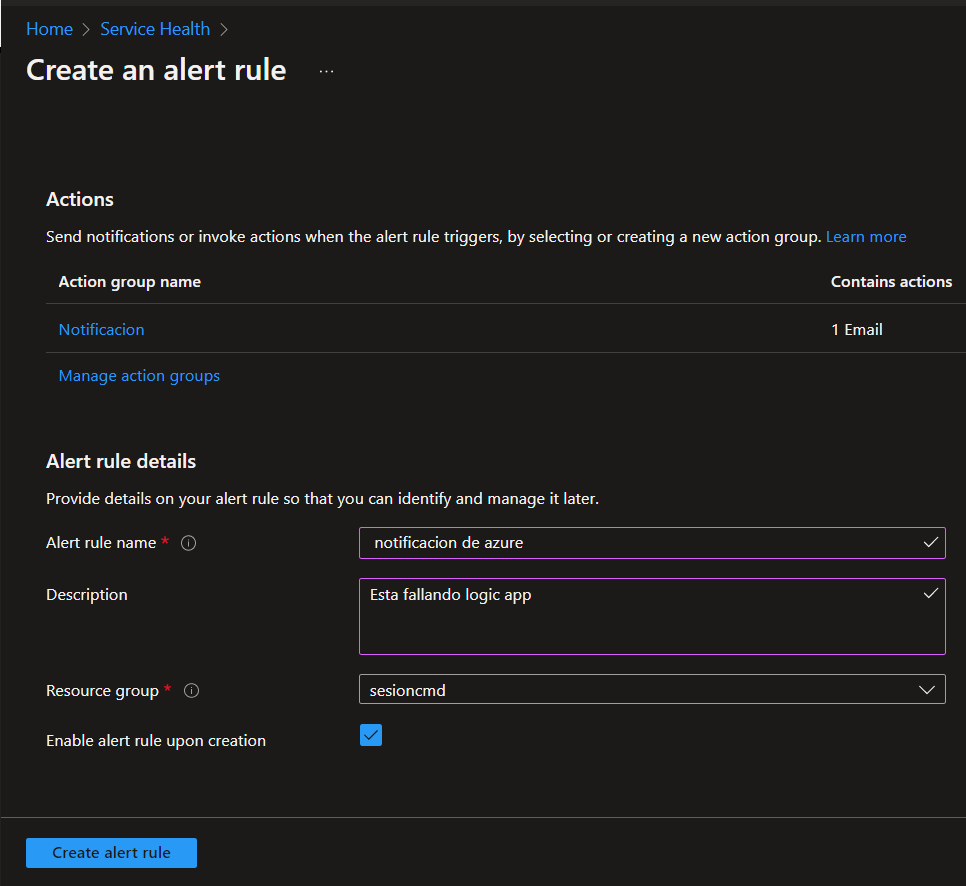 Home > Service Health >
Create an alert rule ...
Actions
Send notifications or invoke actions when the alert rule triggers, by selecting or creating a new action group. Learn more
Action group name Contains actions
Notificacion 1 Email
Manage action groups
Alert rule details
Provide details on your alert rule so that you can identify and manage it later.
Alert rule name * notificacion de azure
Description Esta fallando logic app
Resource group * sesioncmd
Enable alert rule upon creation
Create alert rule